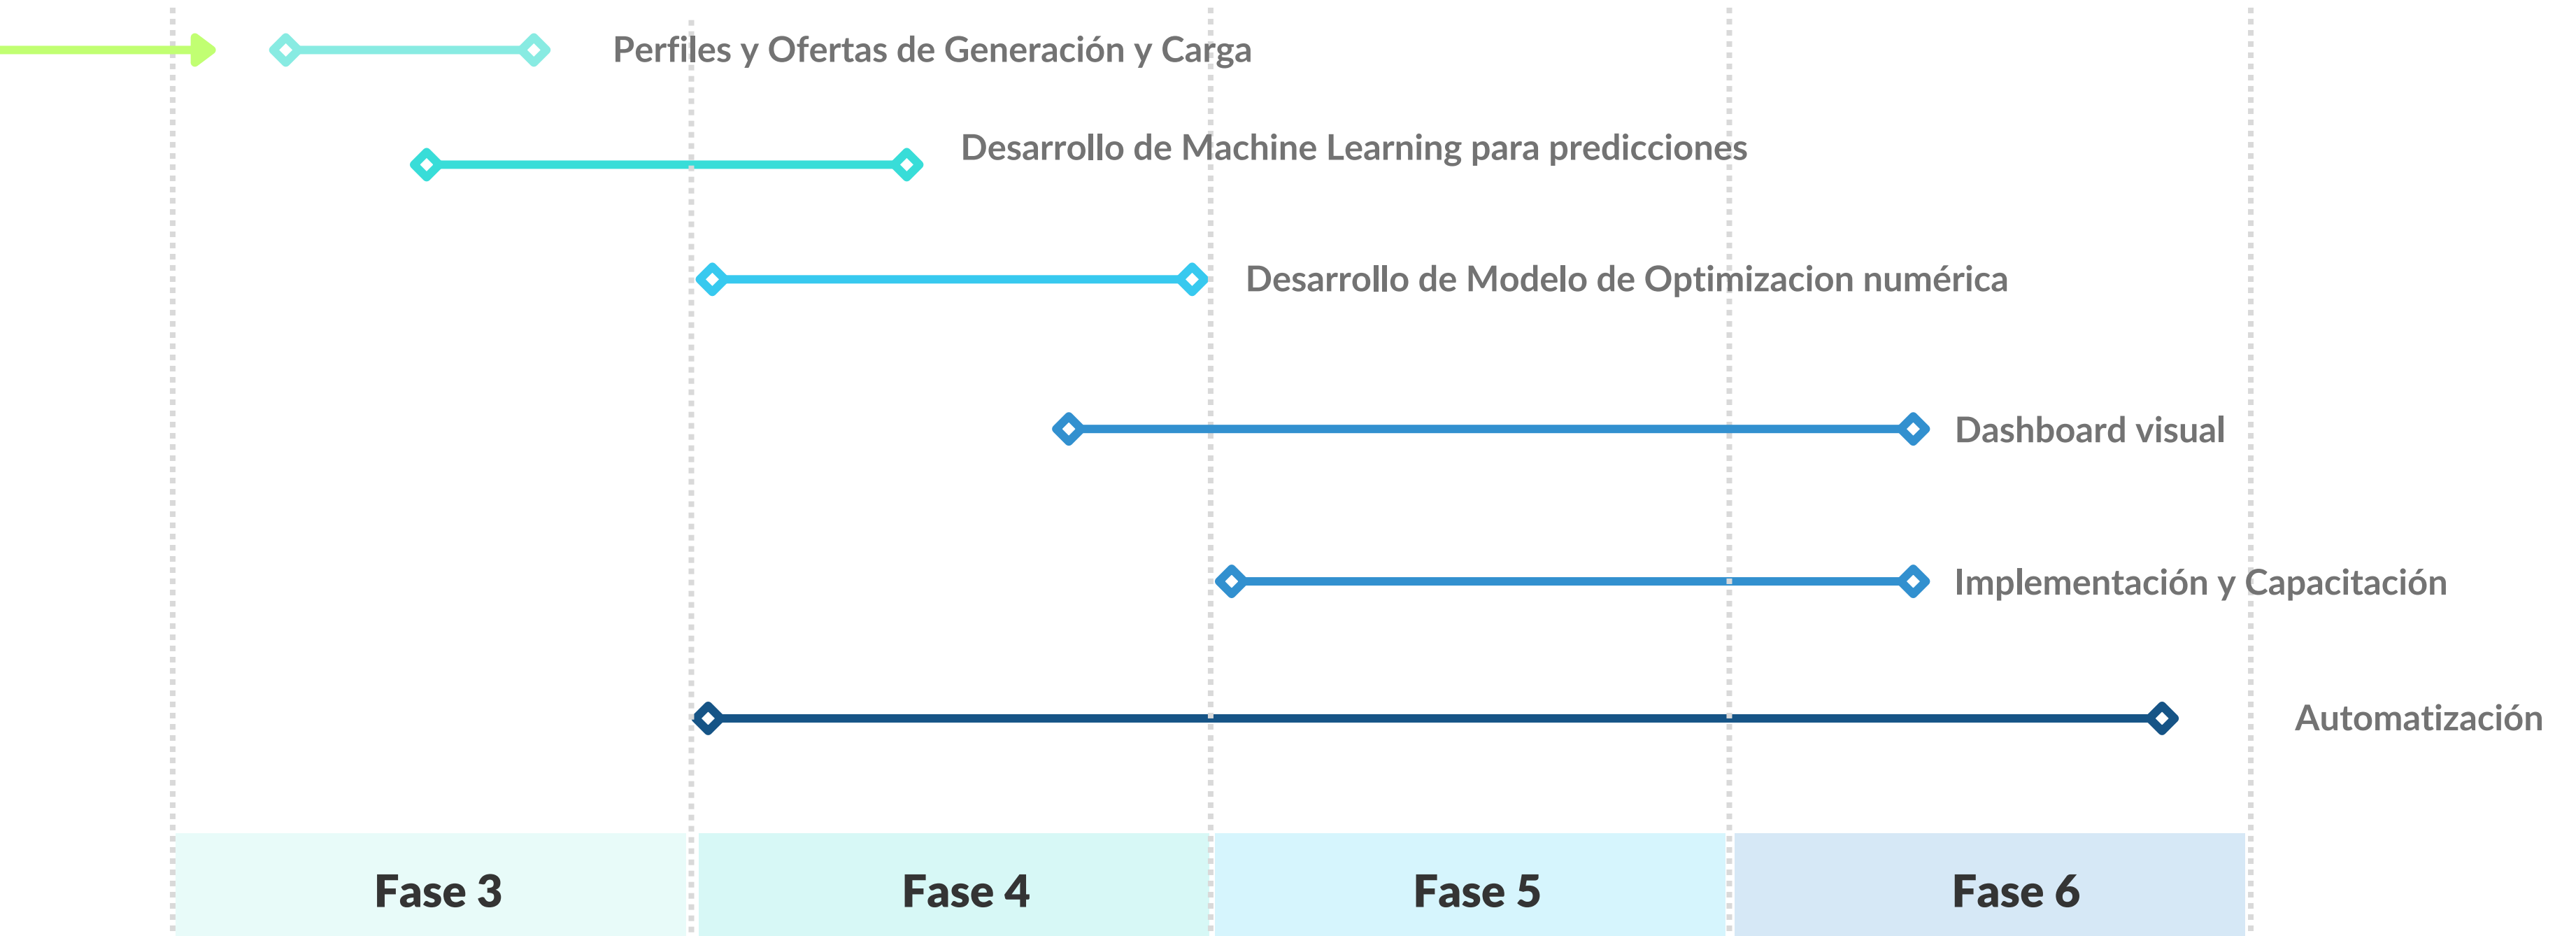 Perfiles y Ofertas de Generación y Carga
Desarrollo de Machine Learning para predicciones
Desarrollo de Modelo de Optimizacion numérica
Dashboard visual
Implementación y Capacitación
Automatización
Fase 3
Fase 4
Fase 5
Fase 6